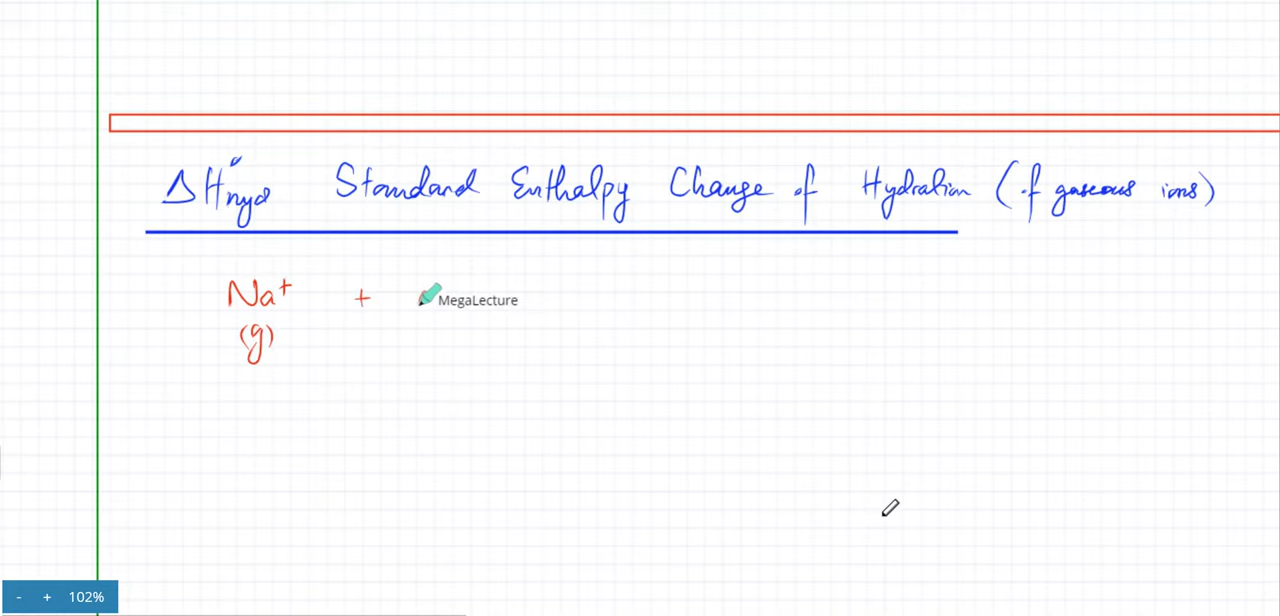 ΔH°hyd Standard Enthalpy Change of Hydration (of gaseous ions)
Na⁺ + MegaLecture
(g)
- + 102%